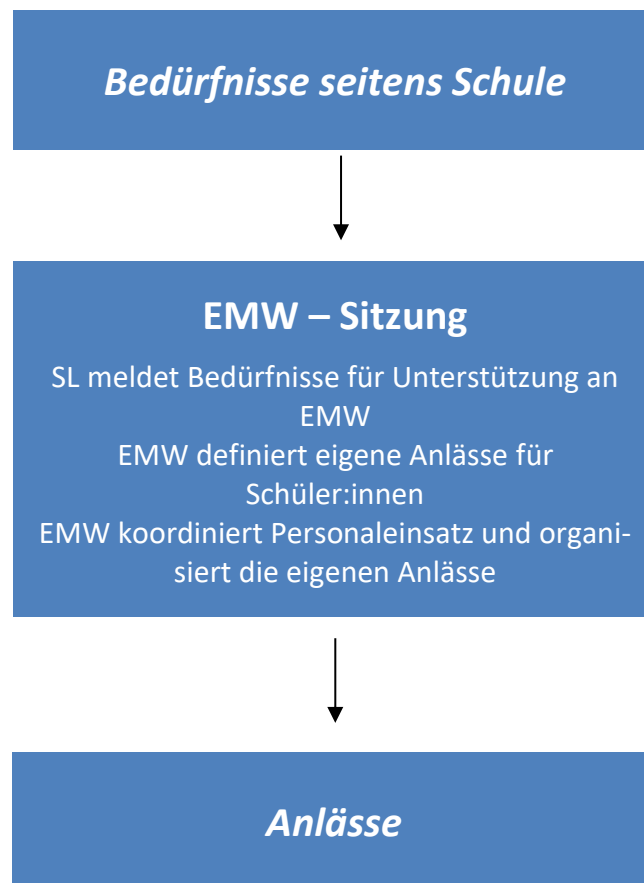 Bedürfnisse seitens Schule
EMW – Sitzung
SL meldet Bedürfnisse für Unterstützung an
EMW
EMW definiert eigene Anlässe für
Schüler:innen
EMW koordiniert Personaleinsatz und organi-
siert die eigenen Anlässe
Anlässe